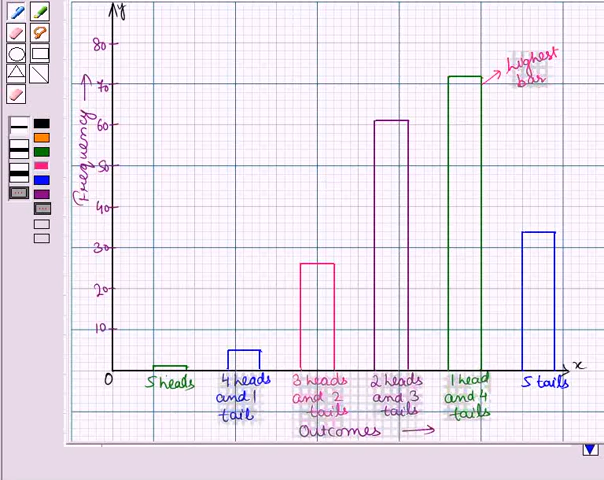 y
80
70
60
50
40
30
20
10
0
Frequency
highest
bar
x
5 heads
4 heads
and 1
tail
3 heads
and 2
tails
2 heads
and 3
tails
1 head
and 4
tails
5 tails
Outcomes